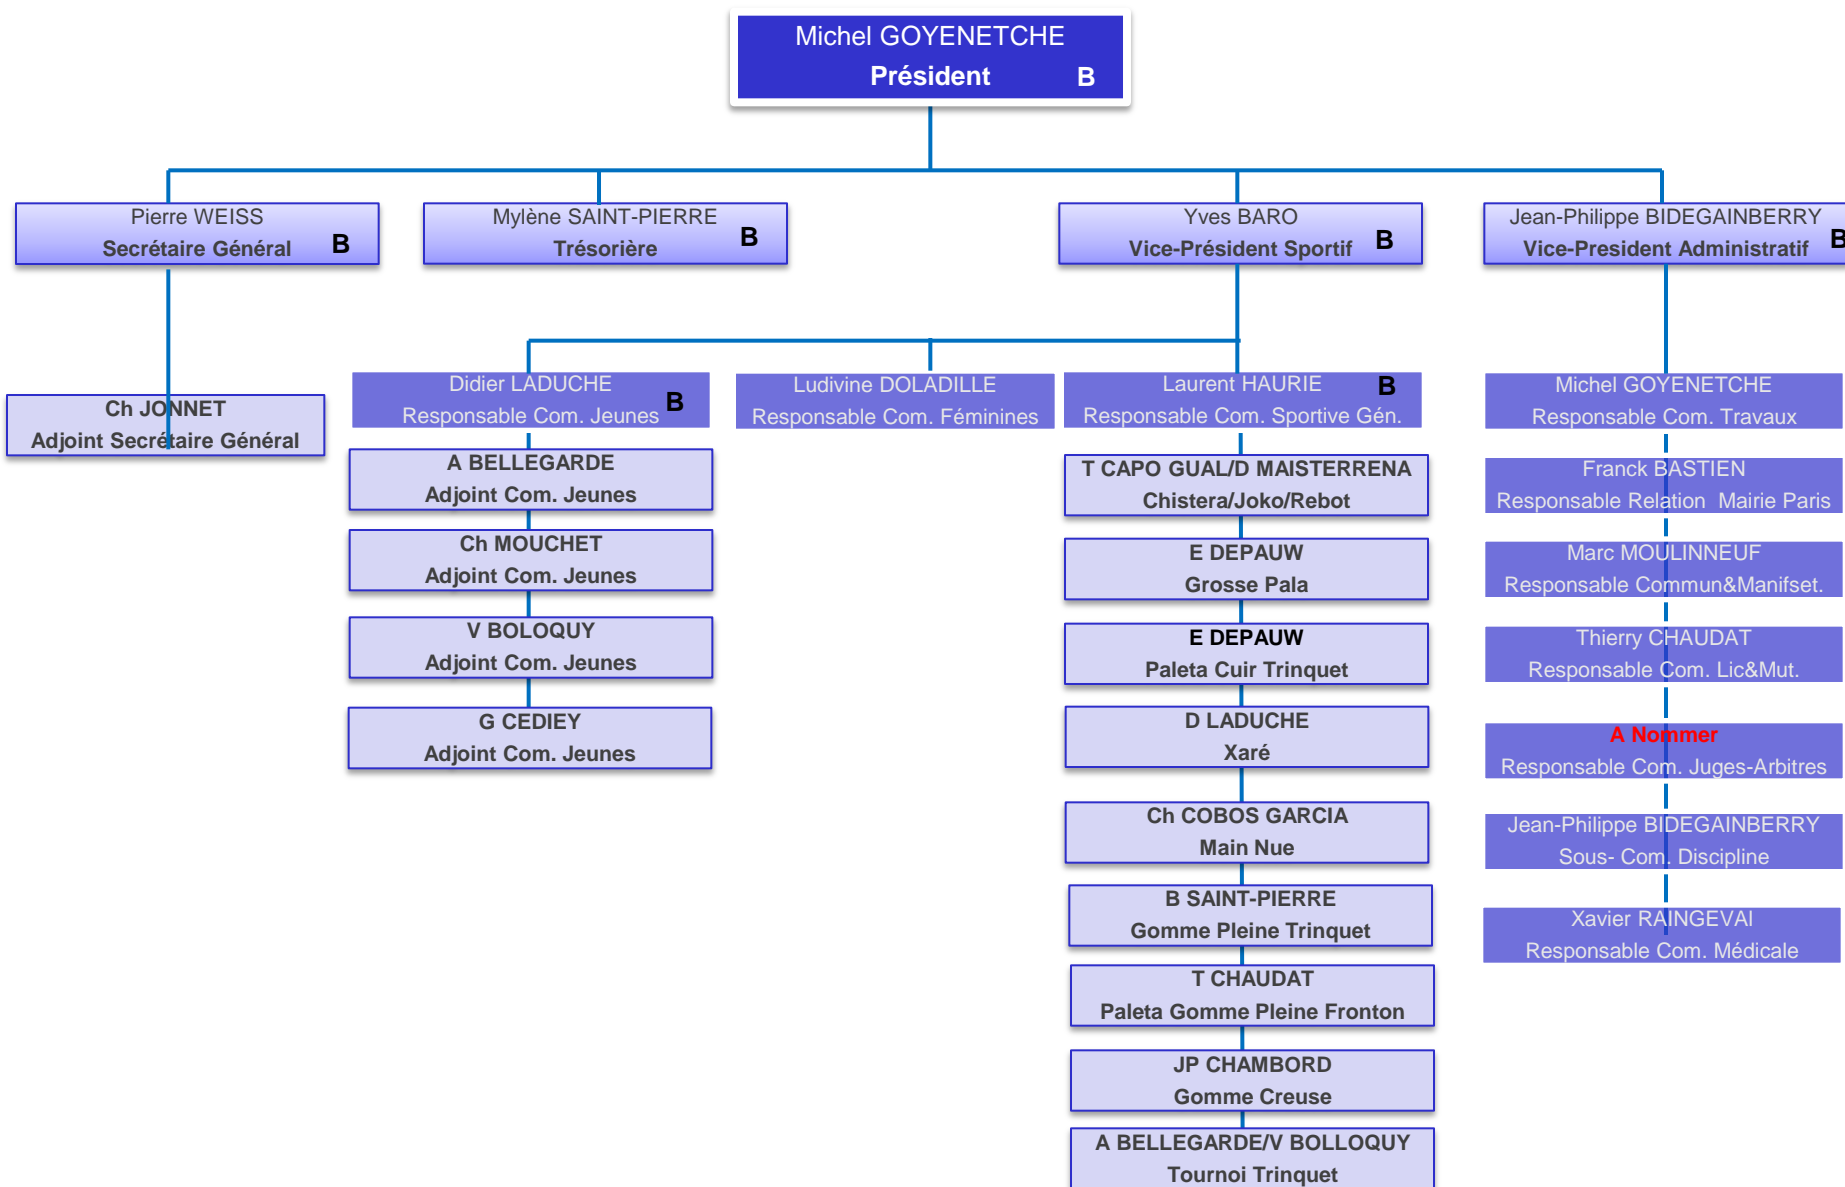 Michel GOYENETCHE
Président B
Pierre WEISS
Secrétaire Général B
Mylène SAINT-PIERRE
Trésorière B
Yves BARO
Vice-Président Sportif B
Jean-Philippe BIDEGAINBERRY
Vice-President Administratif B
Ch JONNET
Adjoint Secrétaire Général
Didier LADUCHE
Responsable Com. Jeunes B
A BELLEGARDE
Adjoint Com. Jeunes
Ch MOUCHET
Adjoint Com. Jeunes
V BOLOQUY
Adjoint Com. Jeunes
G CEDIEY
Adjoint Com. Jeunes
Ludivine DOLADILLE
Responsable Com. Féminines
Laurent HAURIE B
Responsable Com. Sportive Gén.
T CAPO GUAL/D MAISTERRENA
Chistera/Joko/Rebot
E DEPAUW
Grosse Pala
E DEPAUW
Paleta Cuir Trinquet
D LADUCHE
Xaré
Ch COBOS GARCIA
Main Nue
B SAINT-PIERRE
Gomme Pleine Trinquet
T CHAUDAT
Paleta Gomme Pleine Fronton
JP CHAMBORD
Gomme Creuse
A BELLEGARDE/V BOLLOQUY
Tournoi Trinquet
Michel GOYENETCHE
Responsable Com. Travaux
Franck BASTIEN
Responsable Relation Mairie Paris
Marc MOULINNEUF
Responsable Commun&Manifset.
Thierry CHAUDAT
Responsable Com. Lic&Mut.
A Nommer
Responsable Com. Juges-Arbitres
Jean-Philippe BIDEGAINBERRY
Sous- Com. Discipline
Xavier RAINGEVAI
Responsable Com. Médicale